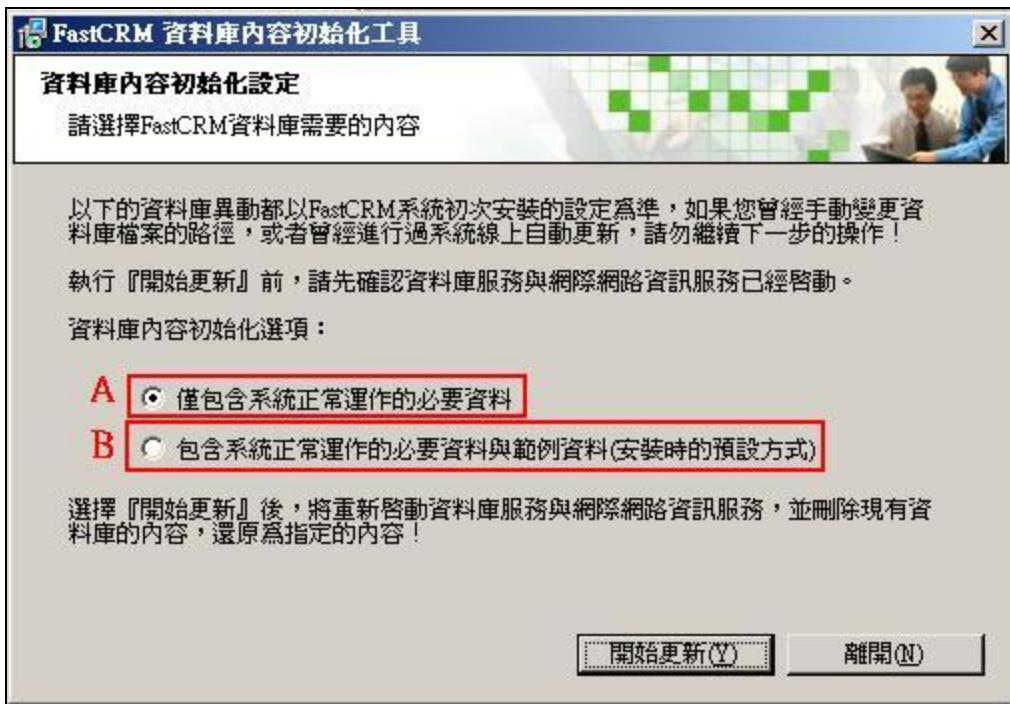 FastCRM 資料庫內容初始化工具
資料庫內容初始化設定
請選擇FastCRM資料庫需要的內容
以下的資料庫異動都以FastCRM系統初次安裝的設定為準，如果您曾經手動變更資
料庫檔案的路徑，或者曾經進行過系統線上自動更新，請勿繼續下一步的操作！
執行『開始更新』前，請先確認資料庫服務與網際網路資訊服務已經啟動。
資料庫內容初始化選項：
A 僅包含系統正常運作的必要資料
B 包含系統正常運作的必要資料與範例資料(安裝時的預設方式)
選擇『開始更新』後，將重新啟動資料庫服務與網際網路資訊服務，並刪除現有資
料庫的內容，還原為指定的內容！
開始更新(Y) 離開(N)